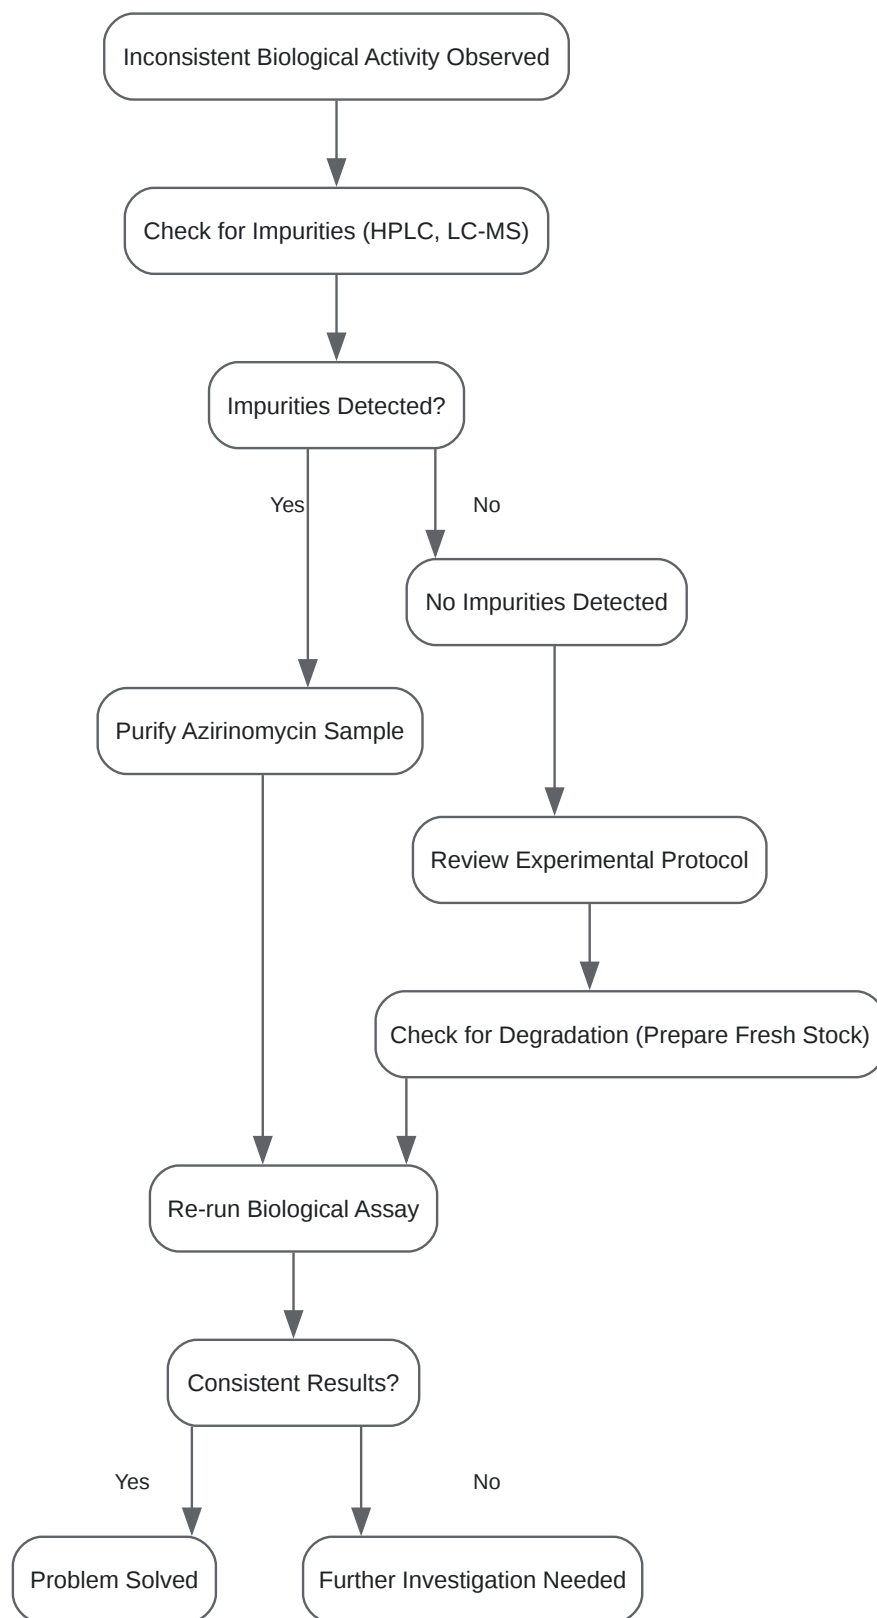 Inconsistent Biological Activity Observed
Check for Impurities (HPLC, LC-MS)
Impurities Detected?
Yes
No
No Impurities Detected
Purify Azirinomycin Sample
Review Experimental Protocol
Check for Degradation (Prepare Fresh Stock)
Re-run Biological Assay
Consistent Results?
Yes
No
Problem Solved
Further Investigation Needed